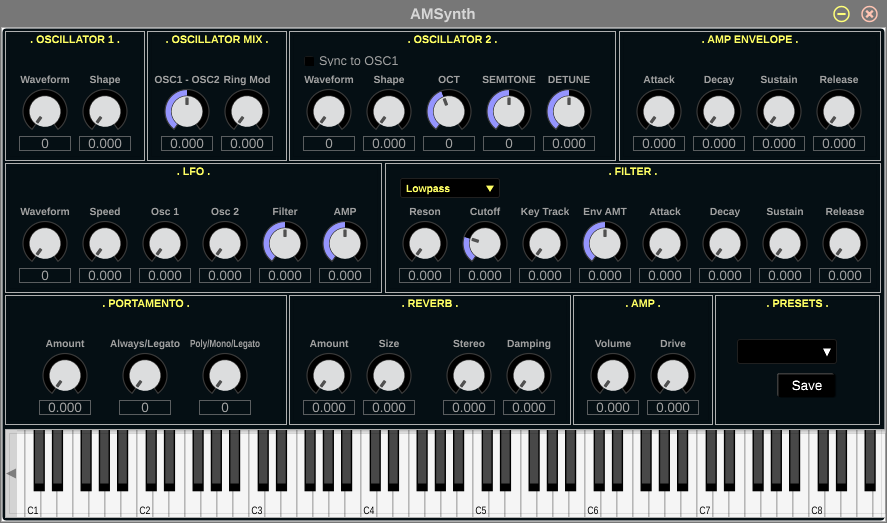 AMSynth
. OSCILLATOR 1 .
. OSCILLATOR MIX .
. OSCILLATOR 2 .
. AMP ENVELOPE .
Sync to OSC1
Waveform Shape OSC1 - OSC2 Ring Mod Waveform Shape OCT SEMITONE DETUNE Attack Decay Sustain Release
0 0.000 0.000 0.000 0 0.000 0 0 0.000 0.000 0.000 0.000 0.000
. LFO .
. FILTER .
Lowpass
Waveform Speed Osc 1 Osc 2 Filter AMP Reson Cutoff Key Track Env AMT Attack Decay Sustain Release
0 0.000 0.000 0.000 0.000 0.000 0.000 0.000 0.000 0.000 0.000 0.000 0.000 0.000
. PORTAMENTO .
. REVERB .
. AMP .
. PRESETS .
Amount Always/Legato Poly/Mono/Legato Amount Size Stereo Damping Volume Drive
Save
0.000 0 0 0.000 0.000 0.000 0.000 0.000 0.000
C1 C2 C3 C4 C5 C6 C7 C8